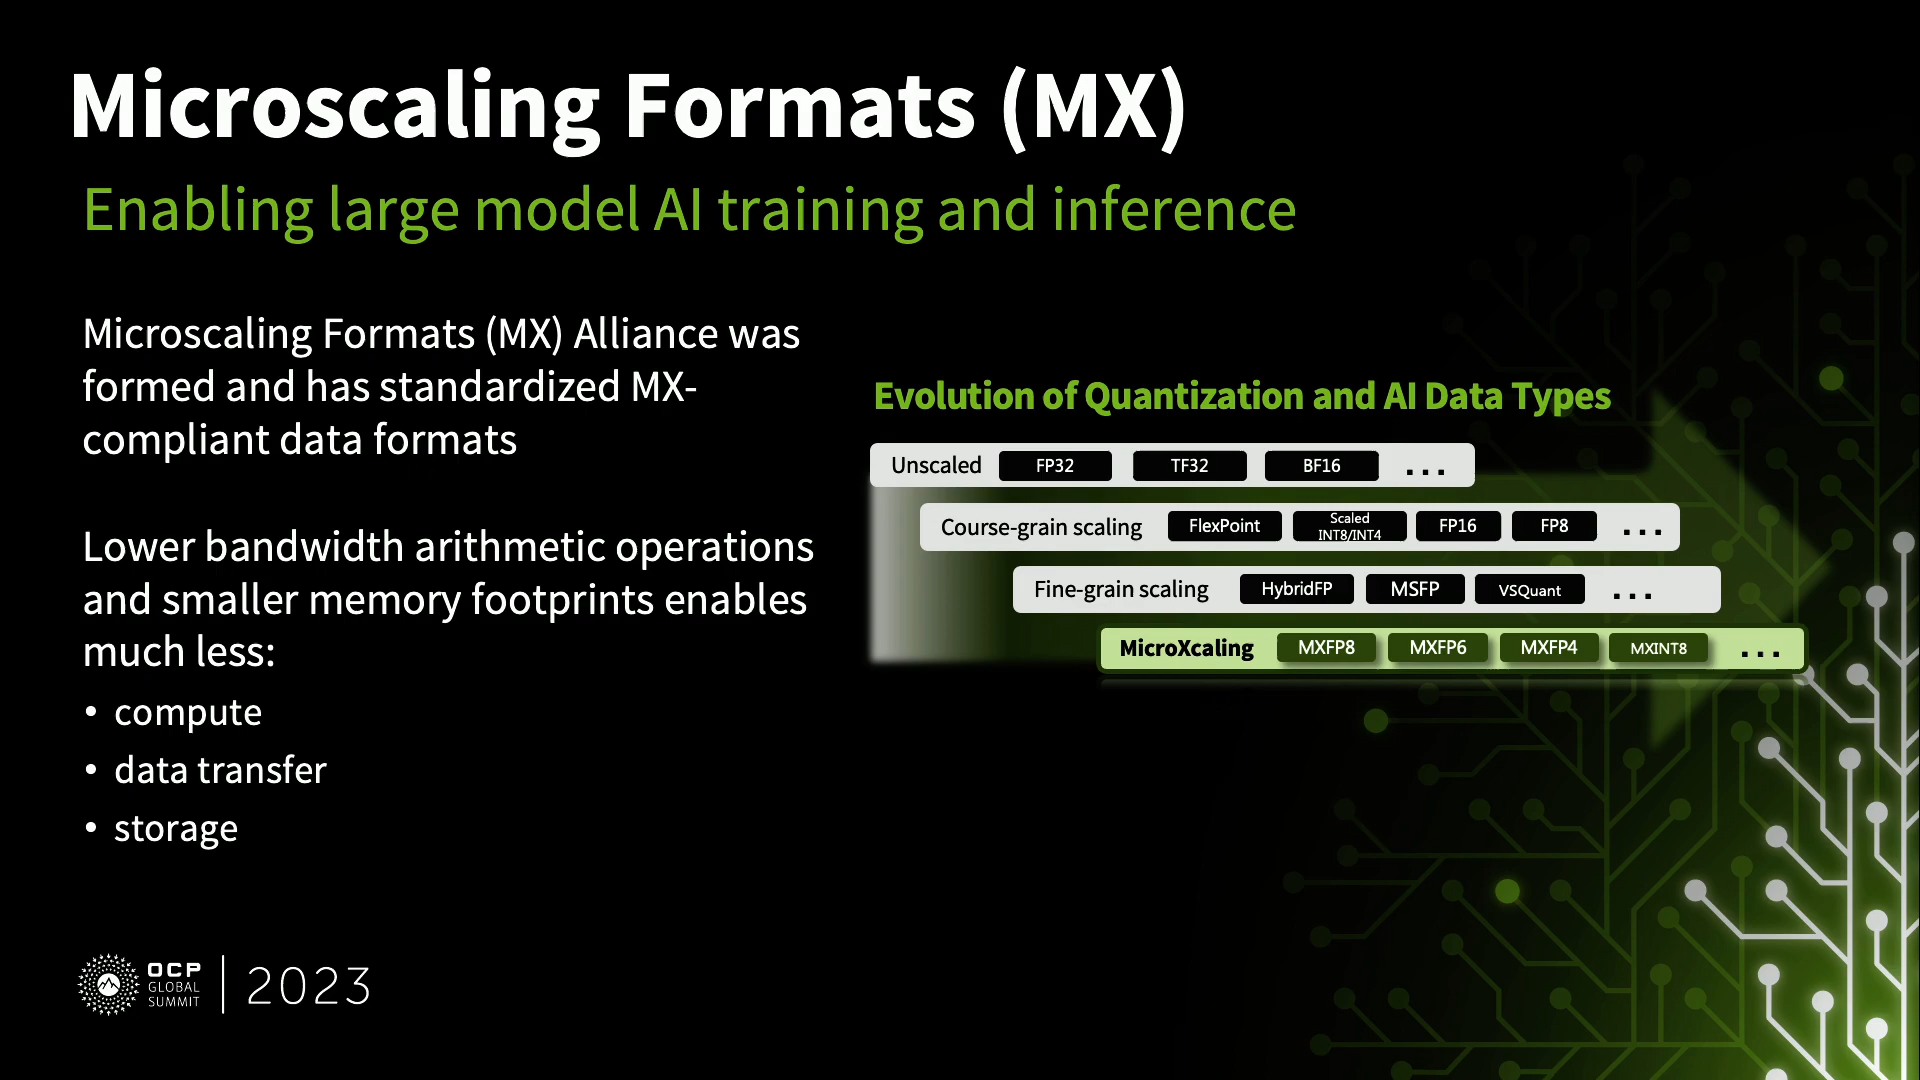 Microscaling Formats (MX)
Enabling large model AI training and inference
Microscaling Formats (MX) Alliance was
formed and has standardized MX-
compliant data formats
Lower bandwidth arithmetic operations
and smaller memory footprints enables
much less:
• compute
• data transfer
• storage
Evolution of Quantization and AI Data Types
Unscaled FP32 TF32 BF16 ...
Course-grain scaling FlexPoint Scaled INT8/INT4 FP16 FP8 ...
Fine-grain scaling HybridFP MSFP VSQuant ...
MicroXcaling MXFP8 MXFP6 MXFP4 MXINT8 ...
OCP
GLOBAL
SUMMIT
2023